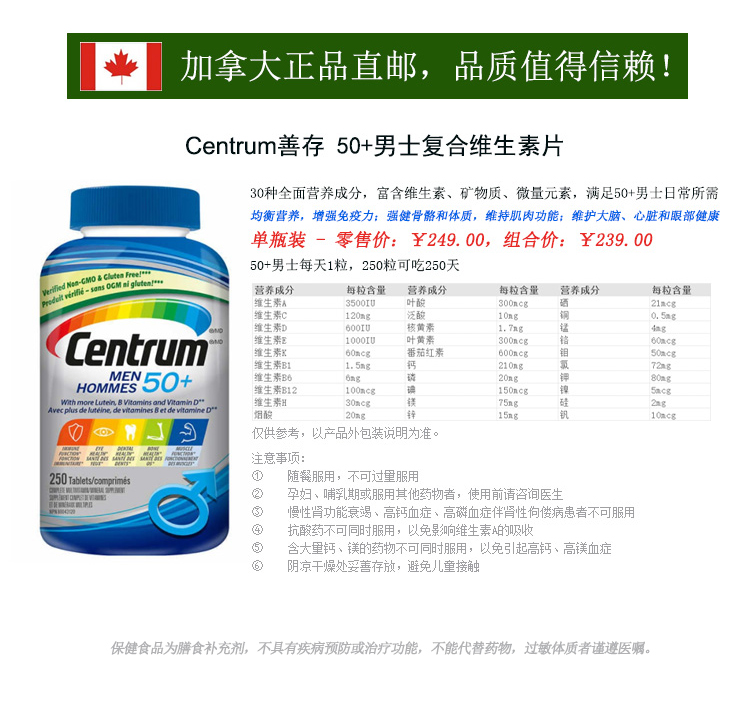 加拿大正品直邮，品质值得信赖！
Centrum善存 50+男士复合维生素片
30种全面营养成分，富含维生素、矿物质、微量元素，满足50+男士日常所需
均衡营养，增强免疫力；强健骨骼和体质，维持肌肉功能；维护大脑、心脏和眼部健康
单瓶装 - 零售价：￥249.00，组合价：￥239.00
50+男士每天1粒，250粒可吃250天
营养成分 每粒含量 营养成分 每粒含量 营养成分 每粒含量
维生素A 3500IU 叶酸 300mcg 硒 21mcg
维生素C 120mg 泛酸 10mg 铜 0.5mg
维生素D 600IU 核黄素 1.7mg 锰 4mg
维生素E 1000IU 叶黄素 300mcg 铬 60mcg
维生素K 60mcg 番茄红素 600mcg 钼 50mcg
维生素B1 1.5mg 钙 210mg 氯 72mg
维生素B6 6mg 磷 20mg 钾 80mg
维生素B12 100mcg 碘 150mcg 镍 5mcg
维生素H 30mcg 镁 75mg 硅 2mg
烟酸 20mg 锌 15mg 钒 10mcg
仅供参考，以产品外包装说明为准。
注意事项：
① 随餐服用，不可过量服用
② 孕妇、哺乳期或服用其他药物者，使用前请咨询医生
③ 慢性肾功能衰竭、高钙血症、高磷血症伴肾性佝偻病患者不可服用
④ 抗酸药不可同时服用，以免影响维生素A的吸收
⑤ 含大量钙、镁的药物不可同时服用，以免引起高钙、高镁血症
⑥ 阴凉干燥处妥善存放，避免儿童接触
Verified Non-GMO & Gluten Free!***
Produit vérifié – sans OGM ni gluten!***
Centrum
MEN
HOMMES 50+
With more Lutein, B Vitamins and Vitamin D**
Avec plus de lutéine, de vitamines B et de vitamine D**
IMMUNE FUNCTION*
EYE HEALTH*
DENTAL HEALTH*
BONE HEALTH*
MUSCLE FUNCTION*
250 Tablets/comprimés
COMPLETE MULTIVITAMIN/MINERAL SUPPLEMENT
SUPPLÉMENT COMPLET DE VITAMINES
ET DE MINÉRAUX MULTIPLES
保健食品为膳食补充剂，不具有疾病预防或治疗功能，不能代替药物，过敏体质者谨遵医嘱。